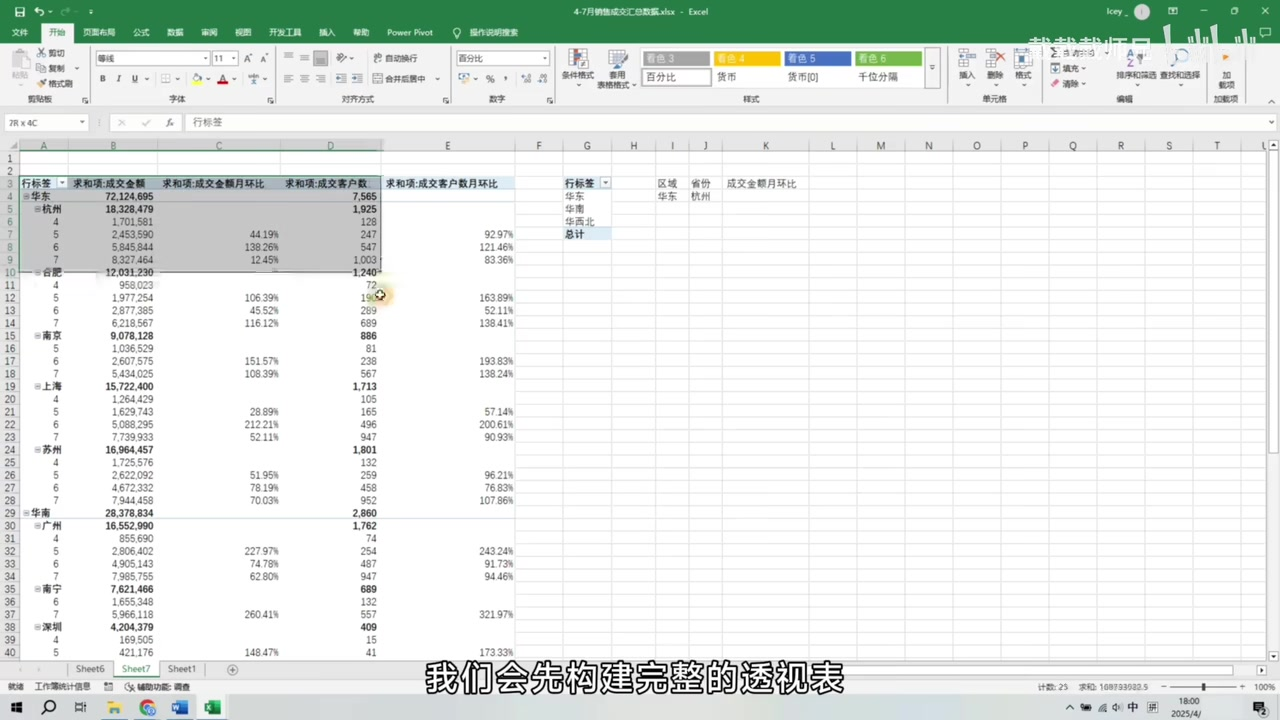 4-7月销售成交汇总数据.xlsx - Excel
Icey_
文件 开始 页面布局 公式 数据 审阅 视图 开发工具 插入 帮助 Power Pivot 操作说明搜索
剪切 等线 11 自动换行 百分比 着色 3 着色 4 着色 5 着色 6 填充
粘贴 复制 格式刷 B I U 合并后居中 条件格式 套用表格格式 百分比 货币 货币[0] 千位分隔 插入 删除 格式 清除 排序和筛选 查找和选择 加载项
剪贴板 字体 对齐方式 数字 样式 单元格 编辑 加载项
7R x 4C fx 行标签
A B C D E F G H I J K L M N O P Q R S T
1
2
3 行标签 求和项:成交金额 求和项:成交金额月环比 求和项:成交客户数 求和项:成交客户数月环比 行标签 区域 省份 成交金额月环比
4 华东 72,124,695 7,565 华东 华东 杭州
5 杭州 18,328,479 1,925 华南
6 4 1,701,581 128 华西北
7 5 2,453,590 44.19% 247 92.97% 总计
8 6 5,845,844 138.26% 547 121.46%
9 7 8,327,464 12.45% 1,003 83.36%
10 合肥 12,031,230 1,240
11 4 958,023 72
12 5 1,977,254 106.39% 190 163.89%
13 6 2,877,385 45.52% 289 52.11%
14 7 6,218,567 116.12% 689 138.41%
15 南京 9,078,128 886
16 5 1,036,529 81
17 6 2,607,575 151.57% 238 193.83%
18 7 5,434,025 108.39% 567 138.24%
19 上海 15,722,400 1,713
20 4 1,264,429 105
21 5 1,629,743 28.89% 165 57.14%
22 6 5,088,295 212.21% 496 200.61%
23 7 7,739,933 52.11% 947 90.93%
24 苏州 16,964,457 1,801
25 4 1,725,576 132
26 5 2,622,092 51.95% 259 96.21%
27 6 4,672,332 78.19% 458 76.83%
28 7 7,944,458 70.03% 952 107.86%
29 华南 28,378,834 2,860
30 广州 16,552,990 1,762
31 4 855,690 74
32 5 2,806,402 227.97% 254 243.24%
33 6 4,905,143 74.78% 487 91.73%
34 7 7,985,755 62.80% 947 94.46%
35 南宁 7,621,466 689
36 6 1,655,348 132
37 7 5,966,118 260.41% 557 321.97%
38 深圳 4,204,379 409
39 4 169,505 15
40 5 421,176 148.47% 41 173.33%
Sheet6 Sheet7 Sheet1
我们会先构建完整的透视表
就绪 工作簿统计信息 辅助功能: 调查 计数: 25 100%
中 18:00
2025/4/